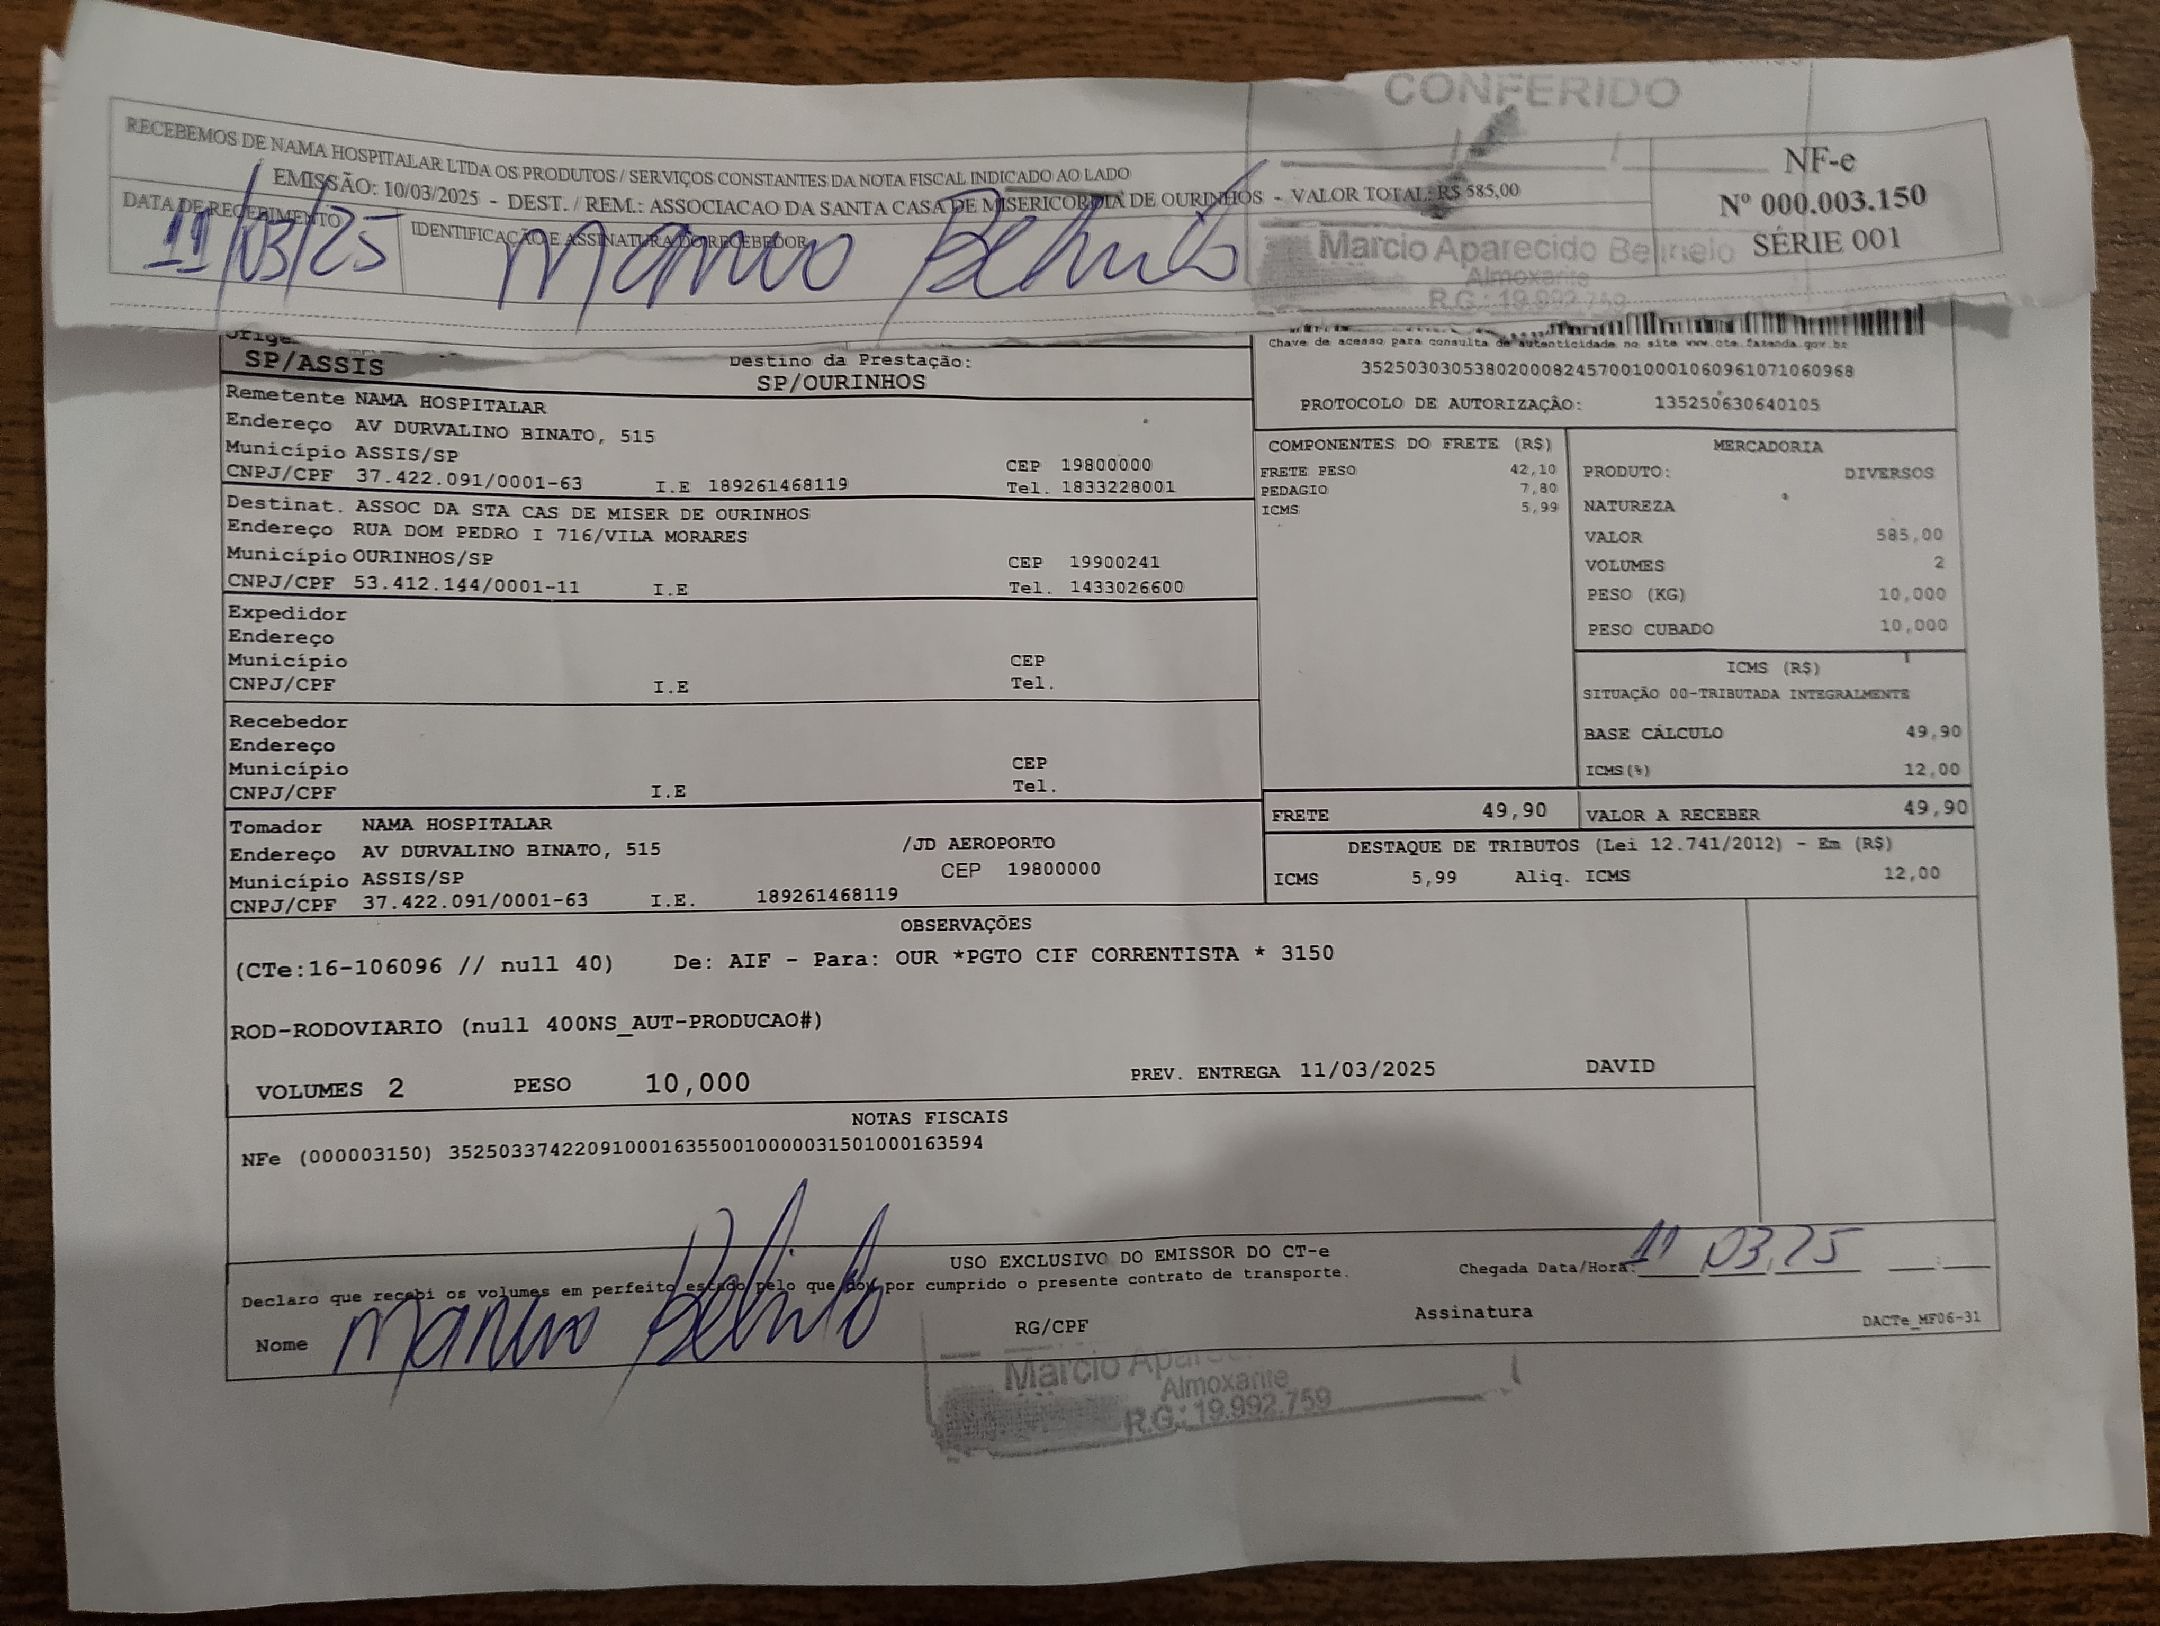 CONFERIDO
RECEBEMOS DE NAMA HOSPITALAR LTDA OS PRODUTOS / SERVIÇOS CONSTANTES DA NOTA FISCAL INDICADO AO LADO
EMISSÃO: 10/03/2025 - DEST. / REM.: ASSOCIACAO DA SANTA CASA DE MISERICORDIA DE OURINHOS - VALOR TOTAL: R$ 585,00
NF-e
Nº 000.003.150
SÉRIE 001
DATA DE RECEBIMENTO
IDENTIFICAÇÃO E ASSINATURA DO RECEBEDOR
11/03/25
Marcio Aparecido Belinelo
Almoxarife
R.G.: 19.992.759
SP/ASSIS
Destino da Prestação:
SP/OURINHOS
Chave de acesso para consulta de autenticidade no site www.cte.fazenda.gov.br
35250303053802000824570010001060961071060968
PROTOCOLO DE AUTORIZAÇÃO: 135250630640105
Remetente NAMA HOSPITALAR
Endereço AV DURVALINO BINATO, 515
Município ASSIS/SP CEP 19800000
CNPJ/CPF 37.422.091/0001-63 I.E 189261468119 Tel. 1833228001
Destinat. ASSOC DA STA CAS DE MISER DE OURINHOS
Endereço RUA DOM PEDRO I 716/VILA MORARES
Município OURINHOS/SP CEP 19900241
CNPJ/CPF 53.412.144/0001-11 I.E Tel. 1433026600
Expedidor
Endereço
Município CEP
CNPJ/CPF I.E Tel.
Recebedor
Endereço
Município CEP
CNPJ/CPF I.E Tel.
Tomador NAMA HOSPITALAR
Endereço AV DURVALINO BINATO, 515 /JD AEROPORTO
Município ASSIS/SP CEP 19800000
CNPJ/CPF 37.422.091/0001-63 I.E. 189261468119
COMPONENTES DO FRETE (R$)
FRETE PESO 42,10
PEDAGIO 7,80
ICMS 5,99
MERCADORIA
PRODUTO: DIVERSOS
NATUREZA
VALOR 585,00
VOLUMES 2
PESO (KG) 10,000
PESO CUBADO 10,000
ICMS (R$)
SITUAÇÃO 00-TRIBUTADA INTEGRALMENTE
BASE CÁLCULO 49,90
ICMS(%) 12,00
FRETE 49,90 VALOR A RECEBER 49,90
DESTAQUE DE TRIBUTOS (Lei 12.741/2012) - Em (R$)
ICMS 5,99 Aliq. ICMS 12,00
OBSERVAÇÕES
(CTe:16-106096 // null 40) De: AIF - Para: OUR *PGTO CIF CORRENTISTA * 3150
ROD-RODOVIARIO (null 400NS_AUT-PRODUCAO#)
VOLUMES 2 PESO 10,000 PREV. ENTREGA 11/03/2025 DAVID
NOTAS FISCAIS
NFe (000003150) 35250337422091000163550010000031501000163594
USO EXCLUSIVO DO EMISSOR DO CT-e
Declaro que recebi os volumes em perfeito estado pelo que dou por cumprido o presente contrato de transporte.
Chegada Data/Hora: 11 03 25
Nome RG/CPF Assinatura
DACTe_MF06-31
Marcio
Almoxarife
R.G.: 19.992.759